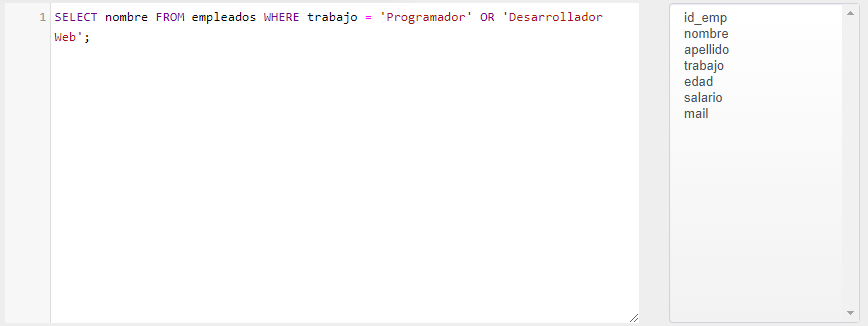 1 SELECT nombre FROM empleados WHERE trabajo = 'Programador' OR 'Desarrollador
Web';
id_emp
nombre
apellido
trabajo
edad
salario
mail